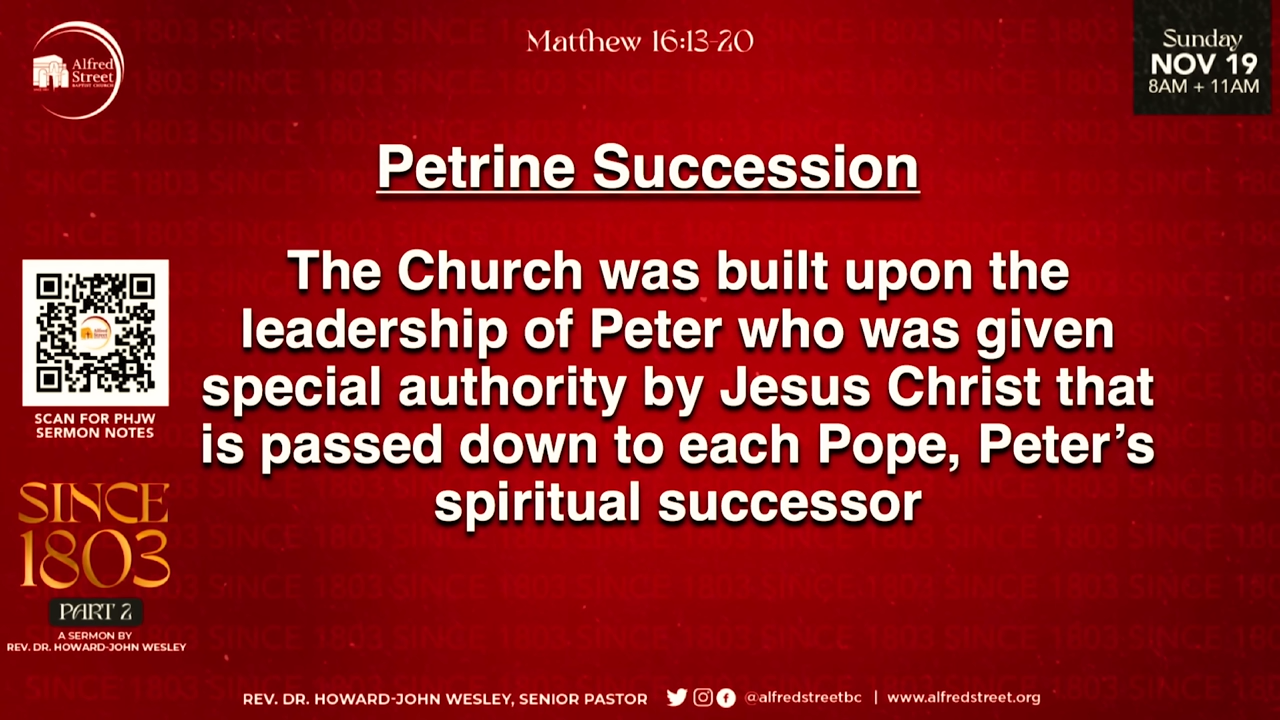 Alfred
Street
BAPTIST CHURCH
Matthew 16:13-20
Sunday
NOV 19
8AM + 11AM
Petrine Succession
The Church was built upon the
leadership of Peter who was given
special authority by Jesus Christ that
is passed down to each Pope, Peter's
spiritual successor
SCAN FOR PHJW
SERMON NOTES
SINCE
1803
PART 2
A SERMON BY
REV. DR. HOWARD-JOHN WESLEY
REV. DR. HOWARD-JOHN WESLEY, SENIOR PASTOR @alfredstreetbc | www.alfredstreet.org